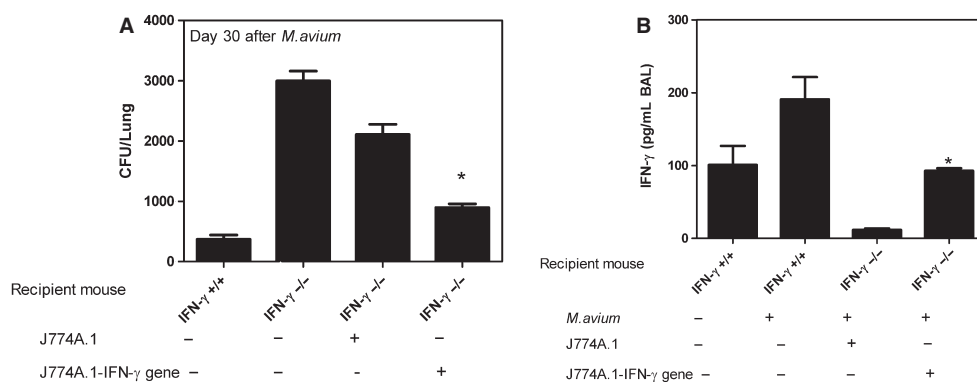 A
Day 30 after M.avium
CFU/Lung
4000
3000
2000
1000
0
*
Recipient mouse
IFN-γ +/+
IFN-γ –/–
IFN-γ –/–
IFN-γ –/–
J774A.1 – – + –
J774A.1-IFN-γ gene – – - +
B
IFN-γ (pg/mL BAL)
300
200
100
0
*
Recipient mouse
IFN-γ +/+
IFN-γ +/+
IFN-γ –/–
IFN-γ –/–
M.avium – + + +
J774A.1 – – + –
J774A.1-IFN-γ gene – – – +